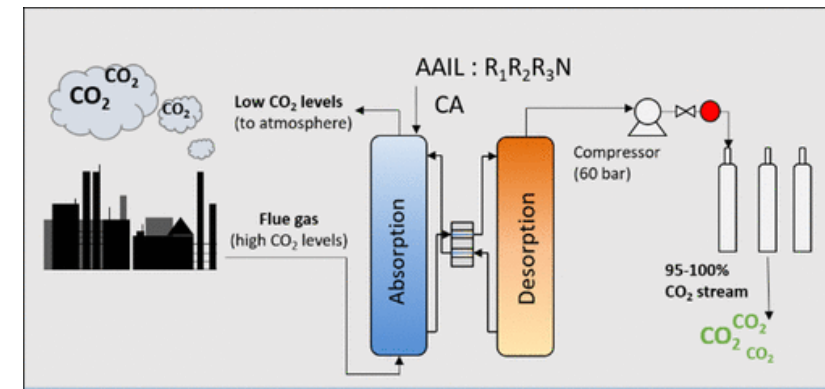 CO₂
CO₂
CO₂
Low CO₂ levels
(to atmosphere)
Flue gas
(high CO₂ levels)
AAIL : R₁R₂R₃N
CA
Absorption
Desorption
Compressor
(60 bar)
95-100%
CO₂ stream
CO₂
CO₂
CO₂